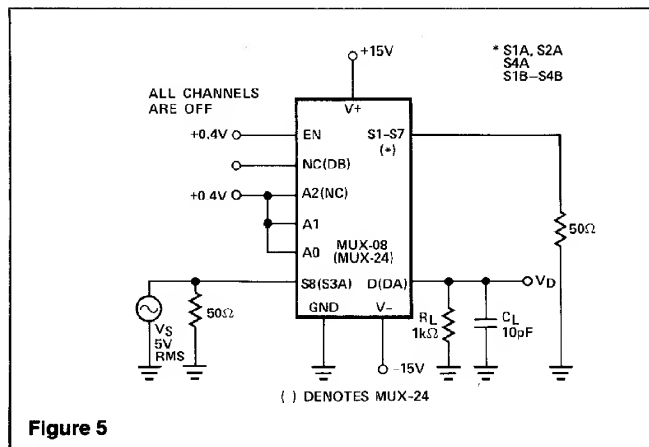 +15V
* S1A, S2A
S4A
S1B–S4B
ALL CHANNELS
ARE OFF
V+
+0.4V
EN
S1–S7
(*)
NC(DB)
+0.4V
A2(NC)
A1
A0
MUX-08
(MUX-24)
50Ω
S8(S3A)
D(DA)
VD
VS
5V
RMS
50Ω
GND
V−
RL
1kΩ
CL
10pF
−15V
( ) DENOTES MUX-24
Figure 5